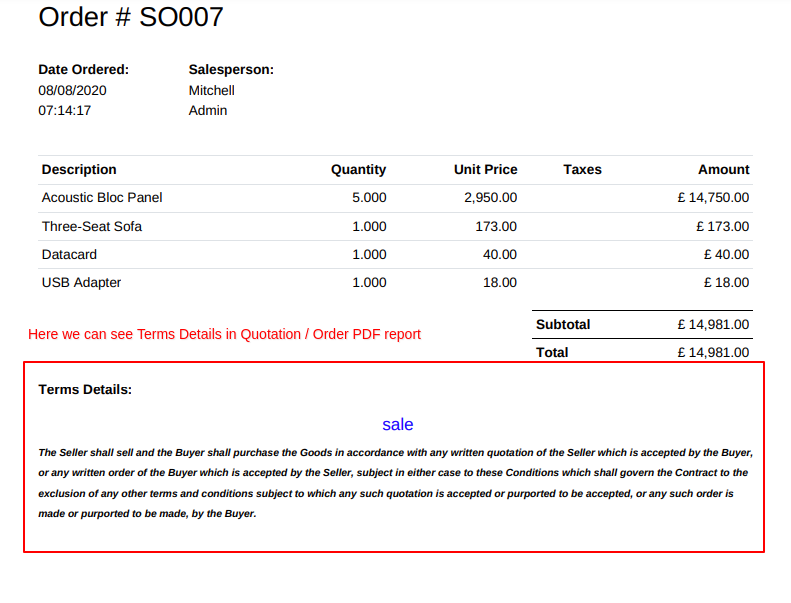 Order # SO007
Date Ordered: Salesperson:
08/08/2020 Mitchell
07:14:17 Admin
Description Quantity Unit Price Taxes Amount
Acoustic Bloc Panel 5.000 2,950.00 £ 14,750.00
Three-Seat Sofa 1.000 173.00 £ 173.00
Datacard 1.000 40.00 £ 40.00
USB Adapter 1.000 18.00 £ 18.00
Subtotal £ 14,981.00
Here we can see Terms Details in Quotation / Order PDF report
Total £ 14,981.00
Terms Details:
sale
The Seller shall sell and the Buyer shall purchase the Goods in accordance with any written quotation of the Seller which is accepted by the Buyer,
or any written order of the Buyer which is accepted by the Seller, subject in either case to these Conditions which shall govern the Contract to the
exclusion of any other terms and conditions subject to which any such quotation is accepted or purported to be accepted, or any such order is
made or purported to be made, by the Buyer.